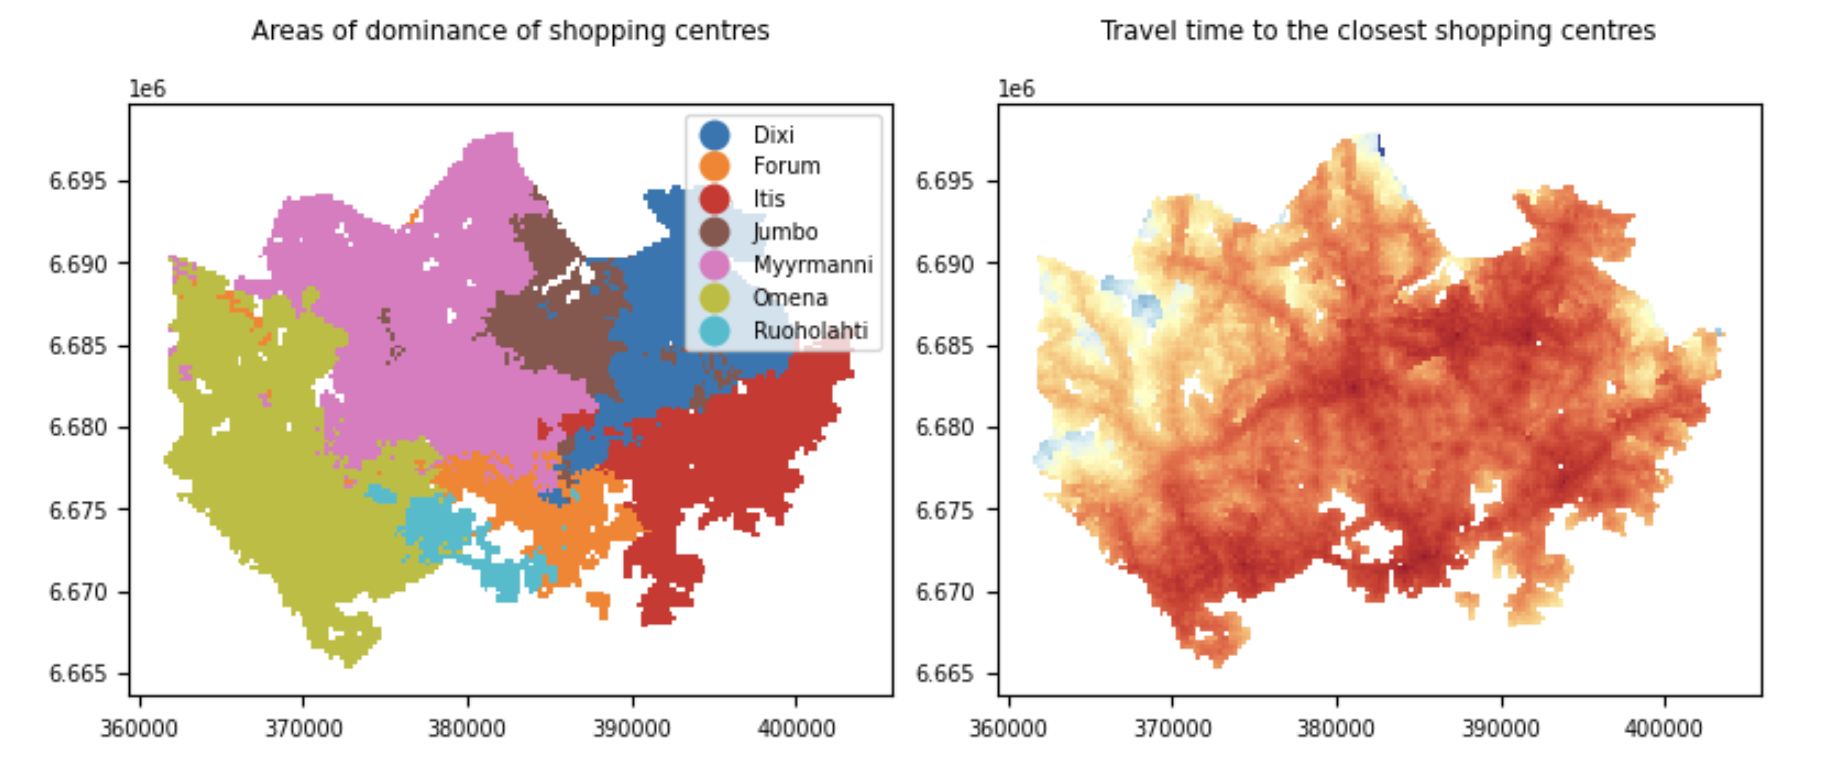 Areas of dominance of shopping centres
1e6
6.695
6.690
6.685
6.680
6.675
6.670
6.665
360000 370000 380000 390000 400000
Dixi
Forum
Itis
Jumbo
Myyrmanni
Omena
Ruoholahti
Travel time to the closest shopping centres
1e6
6.695
6.690
6.685
6.680
6.675
6.670
6.665
360000 370000 380000 390000 400000